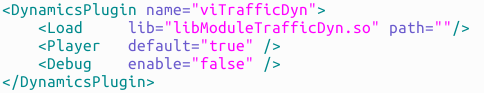 <DynamicsPlugin name="viTrafficDyn">
    <Load     lib="libModuleTrafficDyn.so" path=""/>
    <Player   default="true" />
    <Debug    enable="false" />
</DynamicsPlugin>